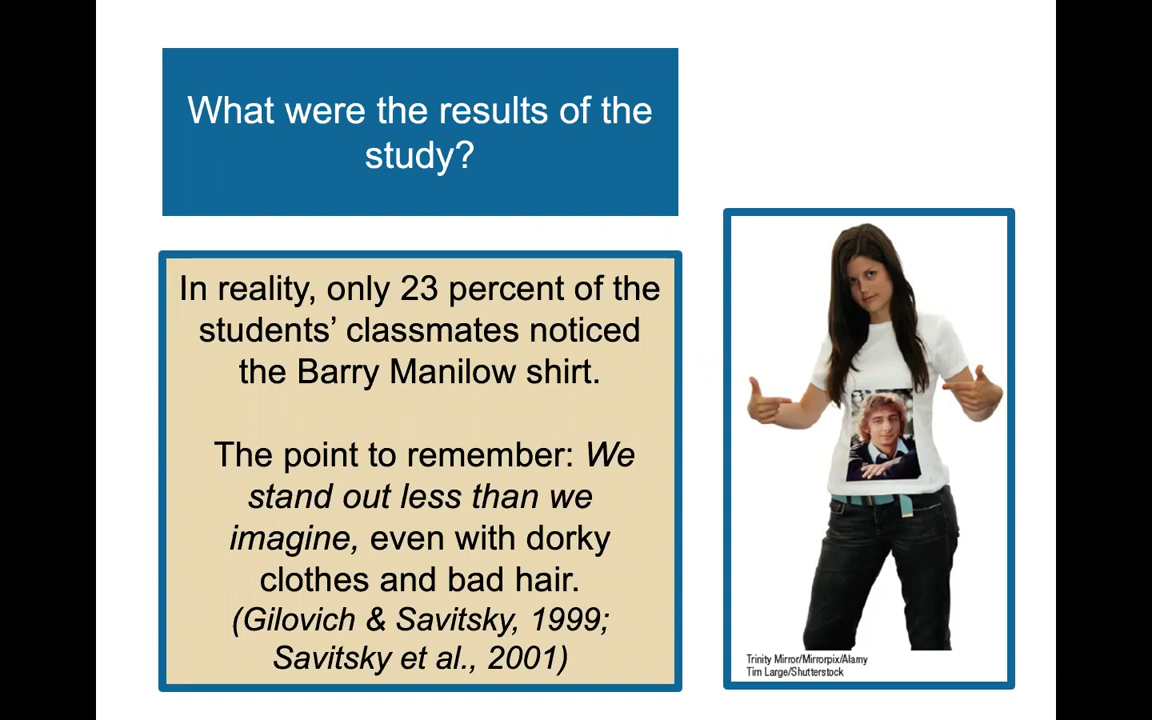 What were the results of the
study?
In reality, only 23 percent of the
students’ classmates noticed
the Barry Manilow shirt.
The point to remember: We
stand out less than we
imagine, even with dorky
clothes and bad hair.
(Gilovich & Savitsky, 1999;
Savitsky et al., 2001)
Trinity Mirror/Mirrorpix/Alamy
Tim Large/Shutterstock